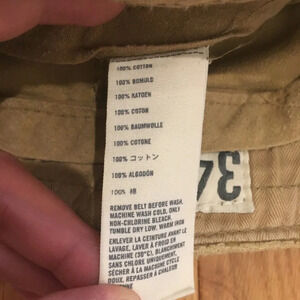 100% COTTON
100% BOMULD
100% KATOEN
100% COTON
100% BAUMWOLLE
100% COTONE
100% コットン
100% ALGODÓN
100% 棉
REMOVE BELT BEFORE WASH.
MACHINE WASH COLD, ONLY
NON-CHLORINE BLEACH.
TUMBLE DRY LOW. WARM IRON
ENLEVER LA CEINTURE AVANT LE
LAVAGE, LAVER À FROID EN
MACHINE (30°C). BLANCHIMENT
SANS CHLORE UNIQUEMENT.
SÉCHER À LA MACHINE CYCLE
DOUX. REPASSER À CHALEUR
34